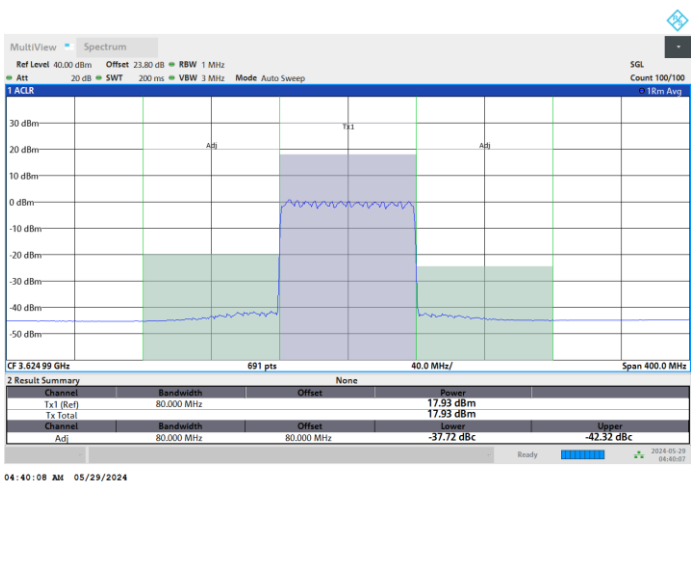 MultiView Spectrum
Ref Level 40.00 dBm Offset 23.80 dB RBW 1 MHz SGL
Att 20 dB SWT 200 ms VBW 3 MHz Mode Auto Sweep Count 100/100
1 ACLR 1Rm Avg
30 dBm
Tx1
20 dBm Adj Adj
10 dBm
0 dBm
-10 dBm
-20 dBm
-30 dBm
-40 dBm
-50 dBm
CF 3.624 99 GHz 691 pts 40.0 MHz/ Span 400.0 MHz
2 Result Summary None
Channel Bandwidth Offset Power
Tx1 (Ref) 80.000 MHz 17.93 dBm
Tx Total 17.93 dBm
Channel Bandwidth Offset Lower Upper
Adj 80.000 MHz 80.000 MHz -37.72 dBc -42.32 dBc
Ready 2024-05-29
04:40:07
04:40:08 AM 05/29/2024